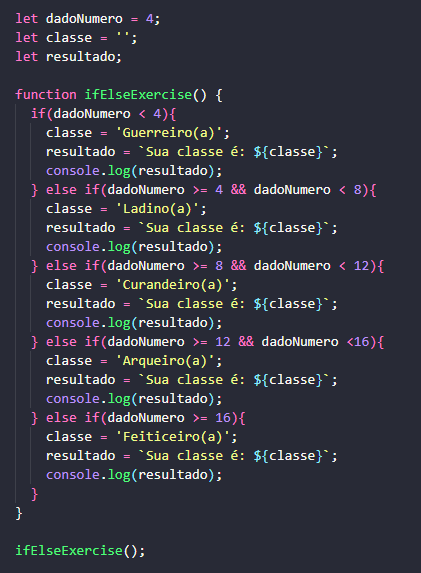 let dadoNumero = 4;
let classe = '';
let resultado;

function ifElseExercise() {
  if(dadoNumero < 4){
    classe = 'Guerreiro(a)';
    resultado = `Sua classe é: ${classe}`;
    console.log(resultado);
  } else if(dadoNumero >= 4 && dadoNumero < 8){
    classe = 'Ladino(a)';
    resultado = `Sua classe é: ${classe}`;
    console.log(resultado);
  } else if(dadoNumero >= 8 && dadoNumero < 12){
    classe = 'Curandeiro(a)';
    resultado = `Sua classe é: ${classe}`;
    console.log(resultado);
  } else if(dadoNumero >= 12 && dadoNumero <16){
    classe = 'Arqueiro(a)';
    resultado = `Sua classe é: ${classe}`;
    console.log(resultado);
  } else if(dadoNumero >= 16){
    classe = 'Feiticeiro(a)';
    resultado = `Sua classe é: ${classe}`;
    console.log(resultado);
  }
}

ifElseExercise();